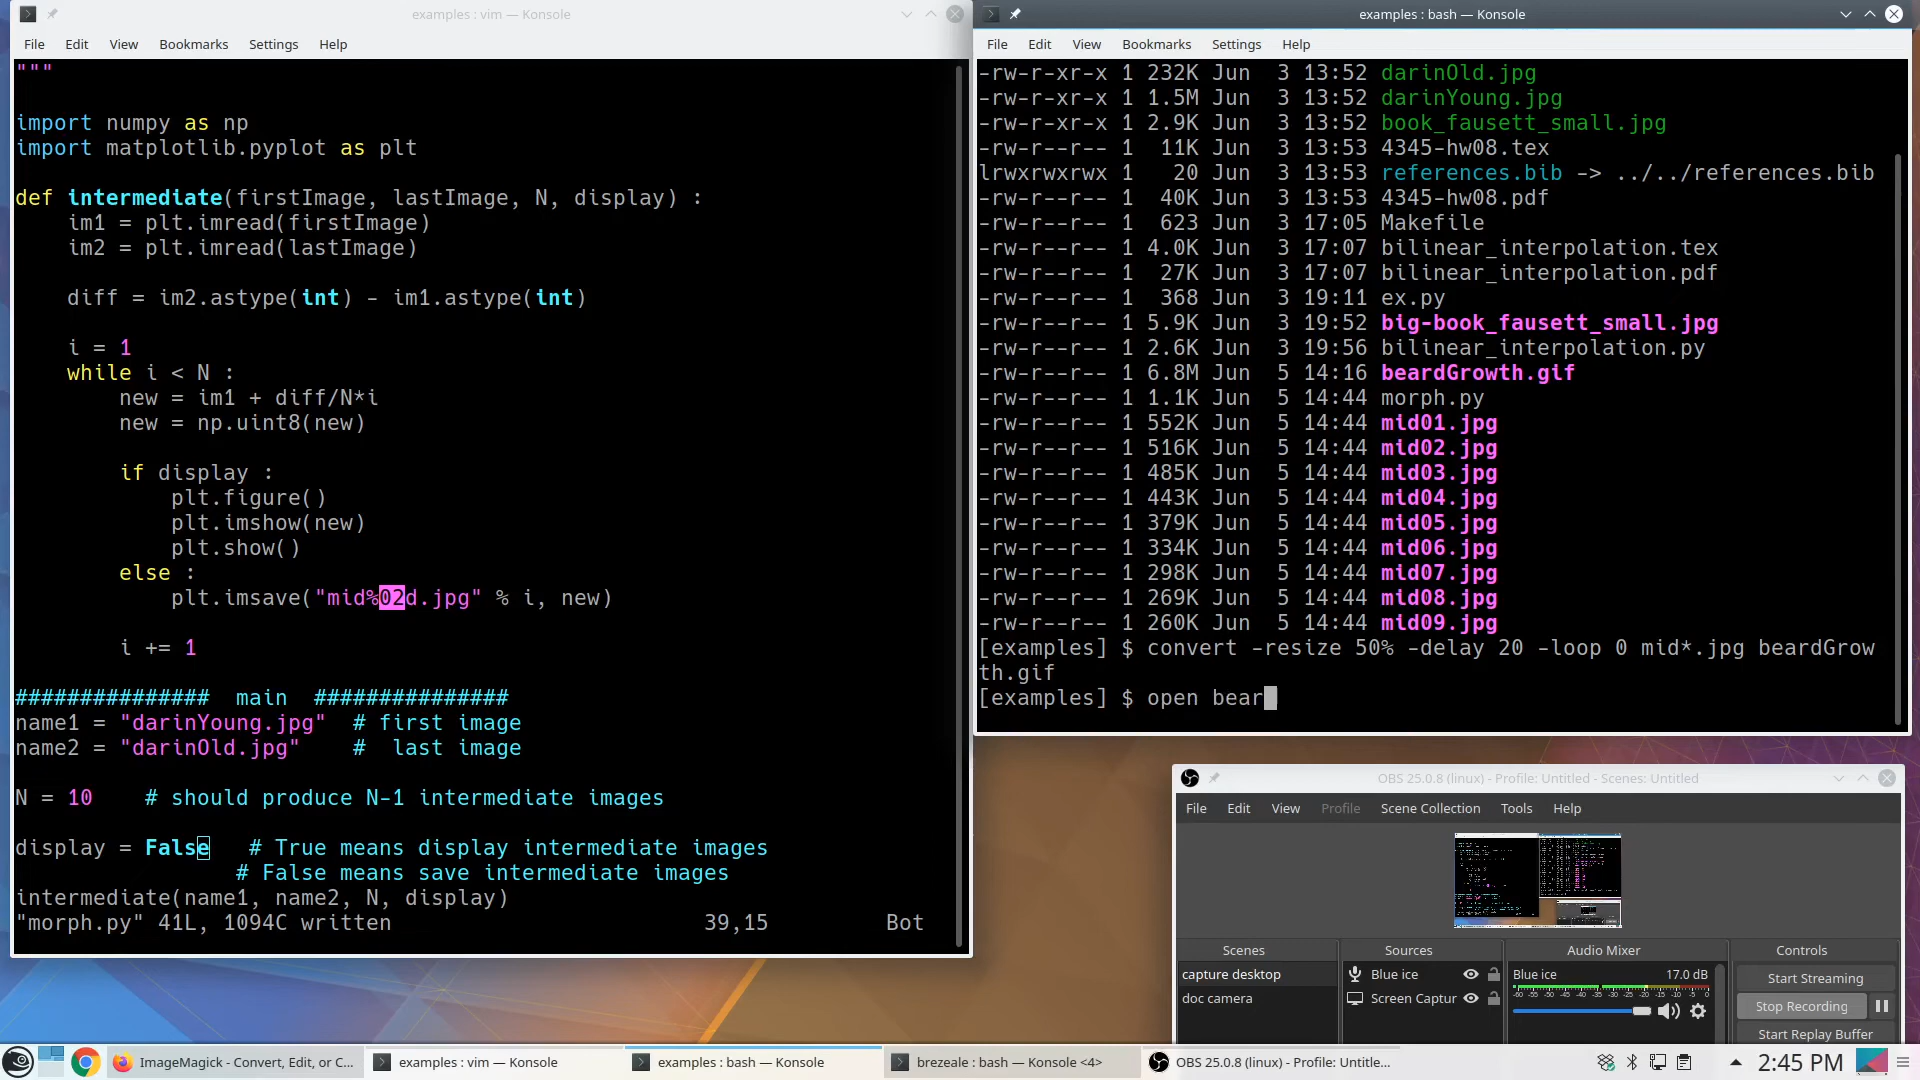 examples : vim — Konsole
File Edit View Bookmarks Settings Help
"""
import numpy as np
import matplotlib.pyplot as plt
def intermediate(firstImage, lastImage, N, display) :
im1 = plt.imread(firstImage)
im2 = plt.imread(lastImage)
diff = im2.astype(int) - im1.astype(int)
i = 1
while i < N :
new = im1 + diff/N*i
new = np.uint8(new)
if display :
plt.figure()
plt.imshow(new)
plt.show()
else :
plt.imsave("mid%02d.jpg" % i, new)
i += 1
############### main ###############
name1 = "darinYoung.jpg" # first image
name2 = "darinOld.jpg" # last image
N = 10 # should produce N-1 intermediate images
display = False # True means display intermediate images
# False means save intermediate images
intermediate(name1, name2, N, display)
"morph.py" 41L, 1094C written 39,15 Bot
examples : bash — Konsole
File Edit View Bookmarks Settings Help
-rw-r-xr-x 1 232K Jun 3 13:52 darinOld.jpg
-rw-r-xr-x 1 1.5M Jun 3 13:52 darinYoung.jpg
-rw-r-xr-x 1 2.9K Jun 3 13:52 book_fausett_small.jpg
-rw-r--r-- 1 11K Jun 3 13:53 4345-hw08.tex
lrwxrwxrwx 1 20 Jun 3 13:53 references.bib -> ../../references.bib
-rw-r--r-- 1 40K Jun 3 13:53 4345-hw08.pdf
-rw-r--r-- 1 623 Jun 3 17:05 Makefile
-rw-r--r-- 1 4.0K Jun 3 17:07 bilinear_interpolation.tex
-rw-r--r-- 1 27K Jun 3 17:07 bilinear_interpolation.pdf
-rw-r--r-- 1 368 Jun 3 19:11 ex.py
-rw-r--r-- 1 5.9K Jun 3 19:52 big-book_fausett_small.jpg
-rw-r--r-- 1 2.6K Jun 3 19:56 bilinear_interpolation.py
-rw-r--r-- 1 6.8M Jun 5 14:16 beardGrowth.gif
-rw-r--r-- 1 1.1K Jun 5 14:44 morph.py
-rw-r--r-- 1 552K Jun 5 14:44 mid01.jpg
-rw-r--r-- 1 516K Jun 5 14:44 mid02.jpg
-rw-r--r-- 1 485K Jun 5 14:44 mid03.jpg
-rw-r--r-- 1 443K Jun 5 14:44 mid04.jpg
-rw-r--r-- 1 379K Jun 5 14:44 mid05.jpg
-rw-r--r-- 1 334K Jun 5 14:44 mid06.jpg
-rw-r--r-- 1 298K Jun 5 14:44 mid07.jpg
-rw-r--r-- 1 269K Jun 5 14:44 mid08.jpg
-rw-r--r-- 1 260K Jun 5 14:44 mid09.jpg
[examples] $ convert -resize 50% -delay 20 -loop 0 mid*.jpg beardGrow
th.gif
[examples] $ open bear
OBS 25.0.8 (linux) - Profile: Untitled - Scenes: Untitled
File Edit View Profile Scene Collection Tools Help
Scenes Sources Audio Mixer Controls
capture desktop Blue ice Blue ice 17.0 dB Start Streaming
-60 -55 -50 -45 -40 -35 -30 -25 -20 -15 -10 -5 0
doc camera Screen Captur Stop Recording
Start Replay Buffer
ImageMagick - Convert, Edit, or C... examples : vim — Konsole examples : bash — Konsole brezeale : bash — Konsole <4> OBS 25.0.8 (linux) - Profile: Untitle... 2:45 PM